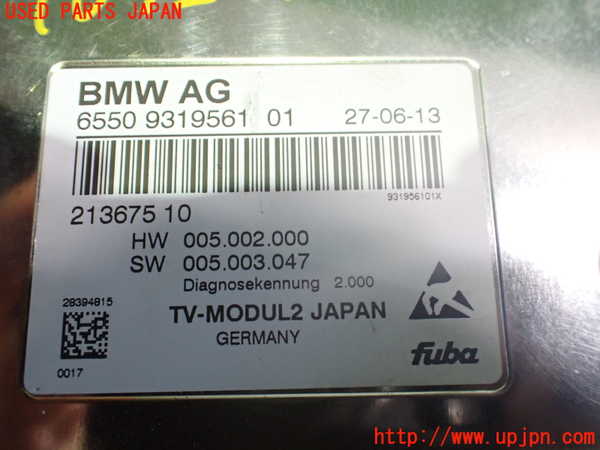 USED PARTS JAPAN
BMW AG
6550 9319561 01 27-06-13
931956101X
213675 10
HW 005.002.000
SW 005.003.047
Diagnosekennung 2.000
28394815
TV-MODUL2 JAPAN
GERMANY
fuba
0017
http://www.upjpn.com/